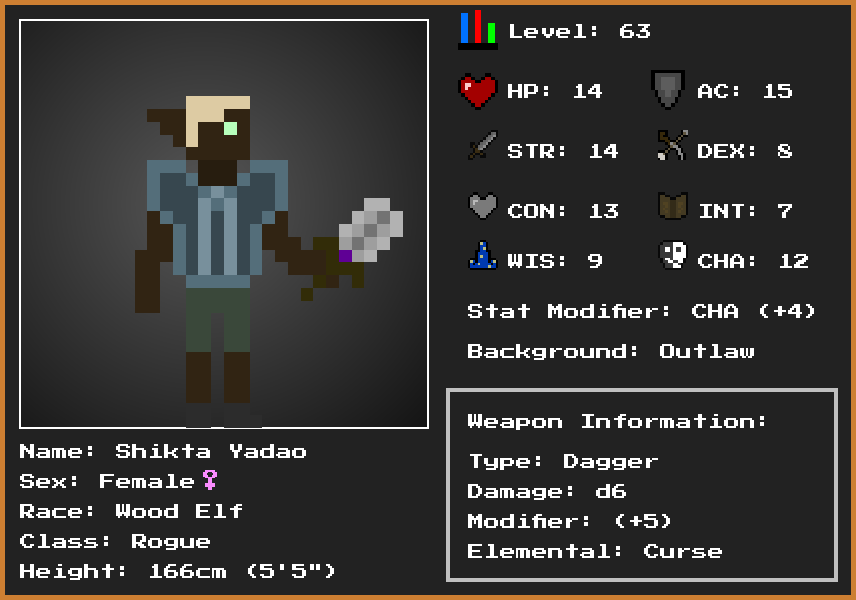 Level: 63
HP: 14 AC: 15
STR: 14 DEX: 8
CON: 13 INT: 7
WIS: 9 CHA: 12
Stat Modifier: CHA (+4)
Background: Outlaw
Weapon Information:
Type: Dagger
Damage: d6
Modifier: (+5)
Elemental: Curse
Name: Shikta Yadao
Sex: Female♀
Race: Wood Elf
Class: Rogue
Height: 166cm (5'5")